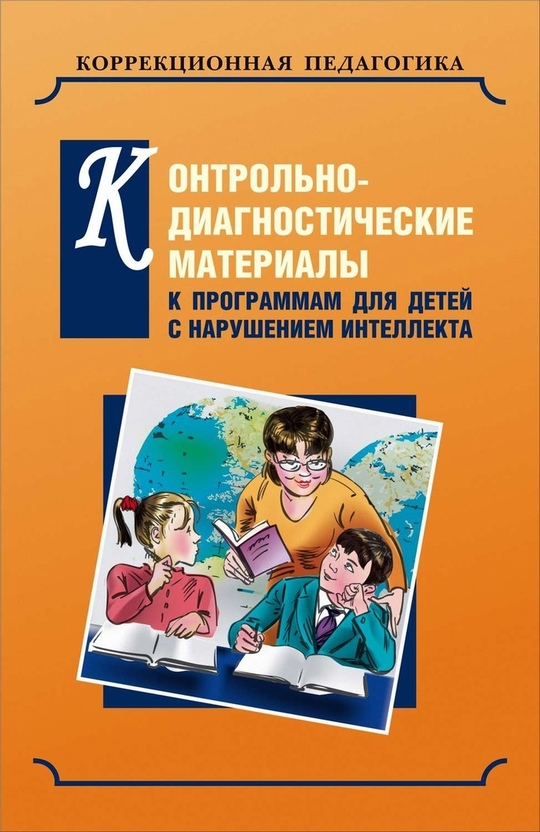 КОРРЕКЦИОННАЯ ПЕДАГОГИКА
КОНТРОЛЬНО-
ДИАГНОСТИЧЕСКИЕ
МАТЕРИАЛЫ
К ПРОГРАММАМ ДЛЯ ДЕТЕЙ
С НАРУШЕНИЕМ ИНТЕЛЛЕКТА